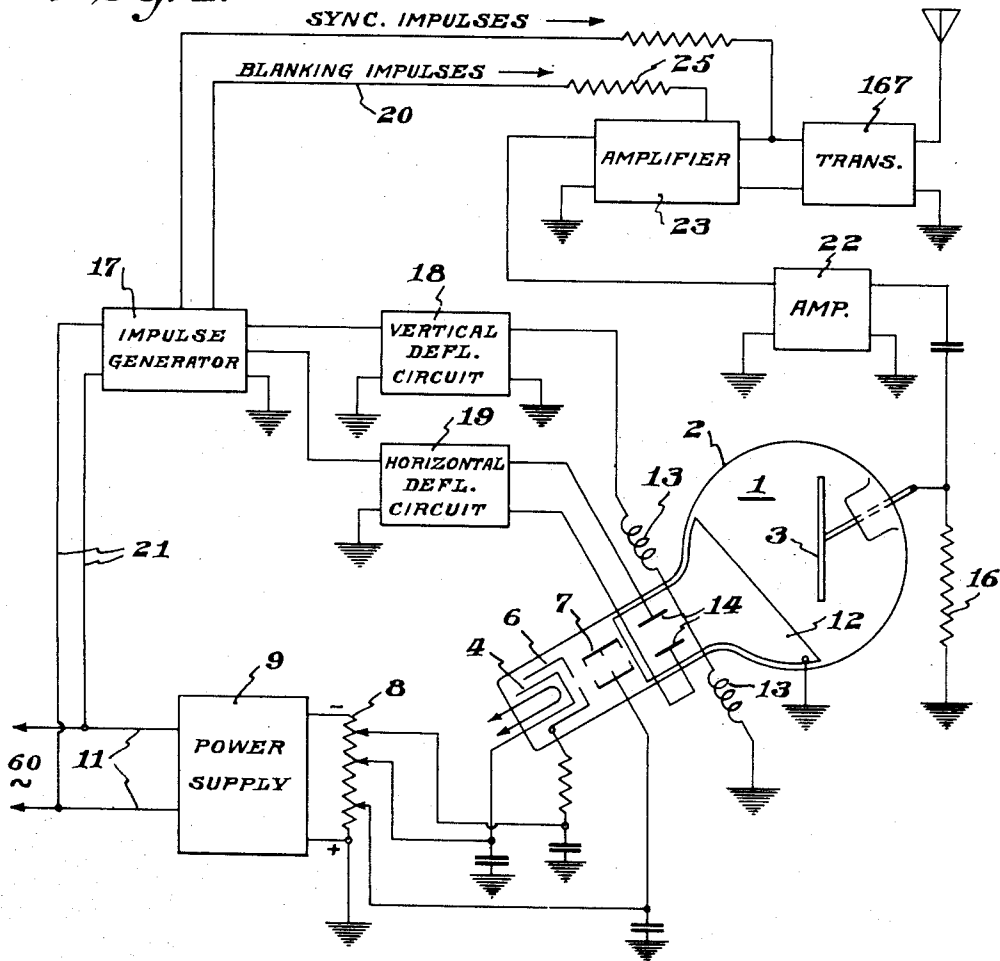 SYNC. IMPULSES
BLANKING IMPULSES
25
20
167
AMPLIFIER
TRANS.
23
22
17
18
AMP.
IMPULSE
GENERATOR
VERTICAL
DEFL.
CIRCUIT
19
2
HORIZONTAL
DEFL.
CIRCUIT
13
1
3
21
16
7
14
12
6
4
9
8
13
-
11
60
~
POWER
SUPPLY
+